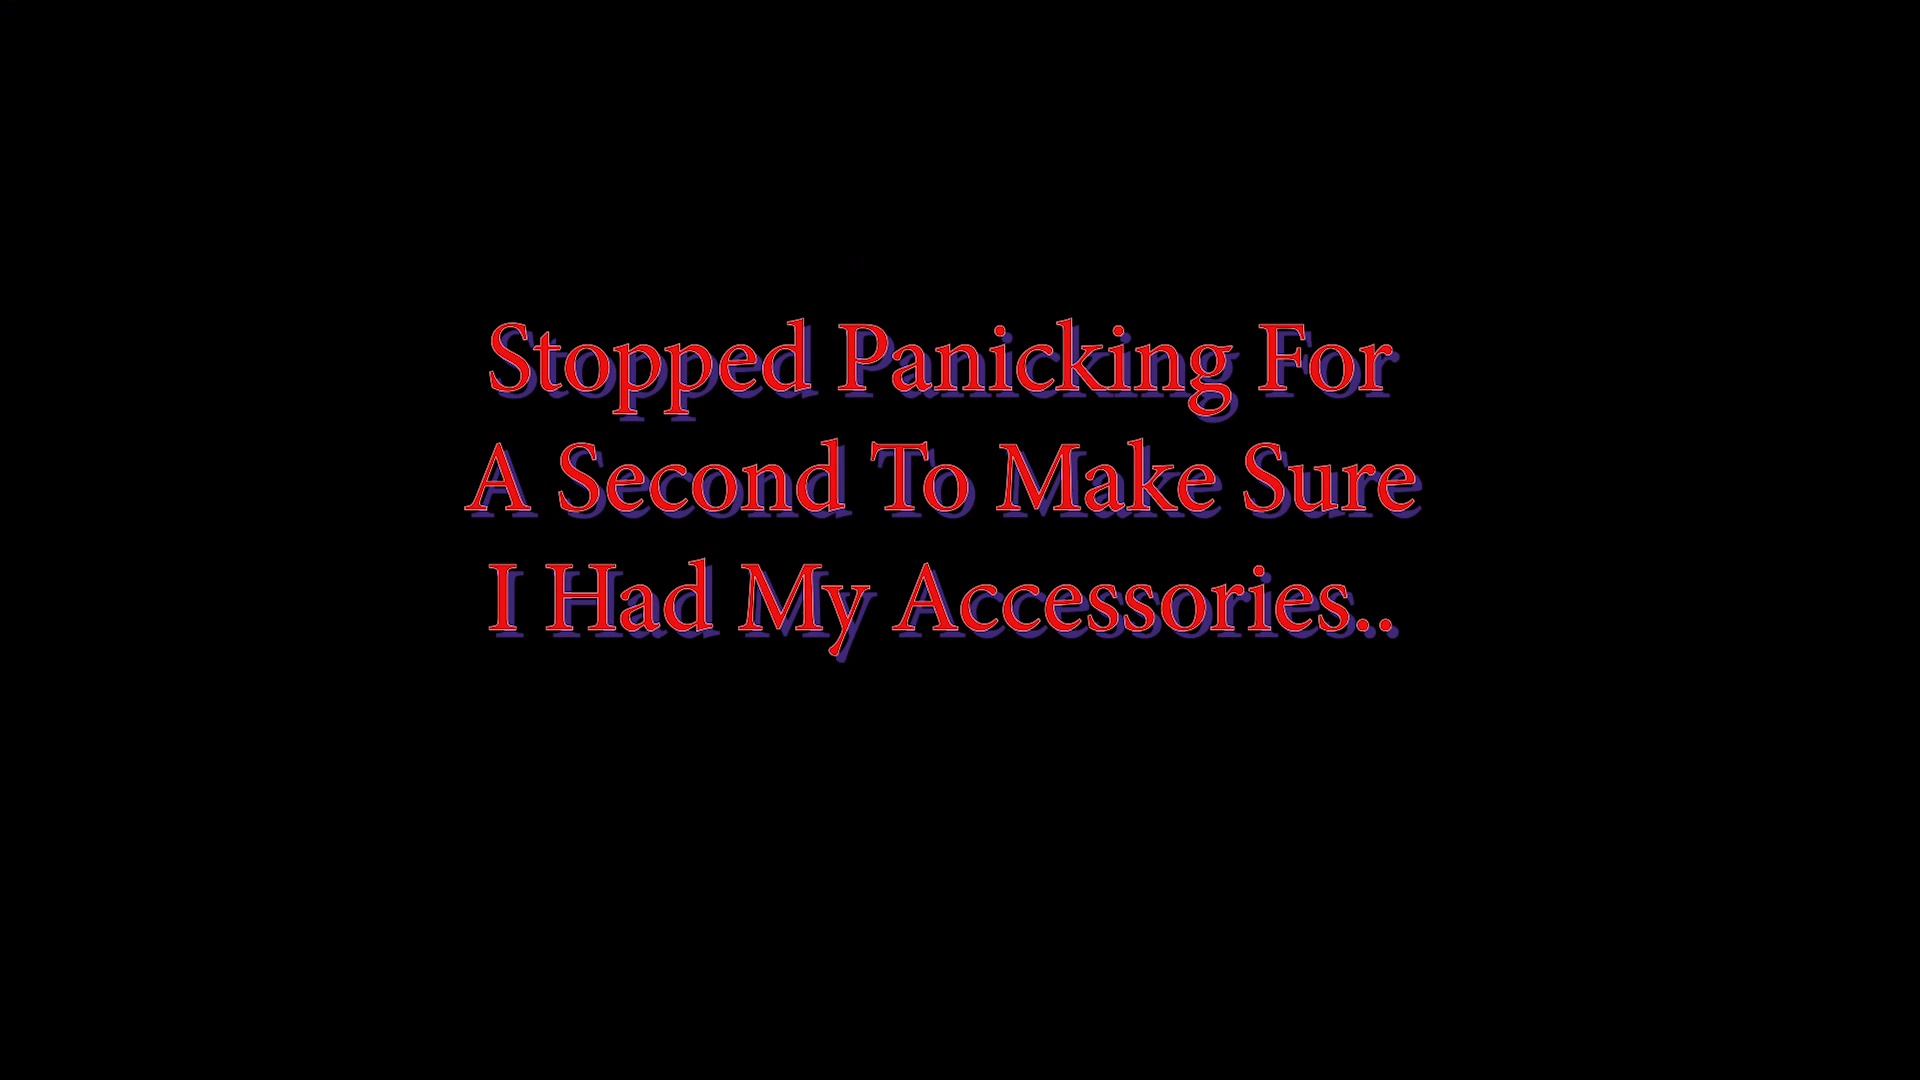 Stopped Panicking For
A Second To Make Sure
I Had My Accessories..